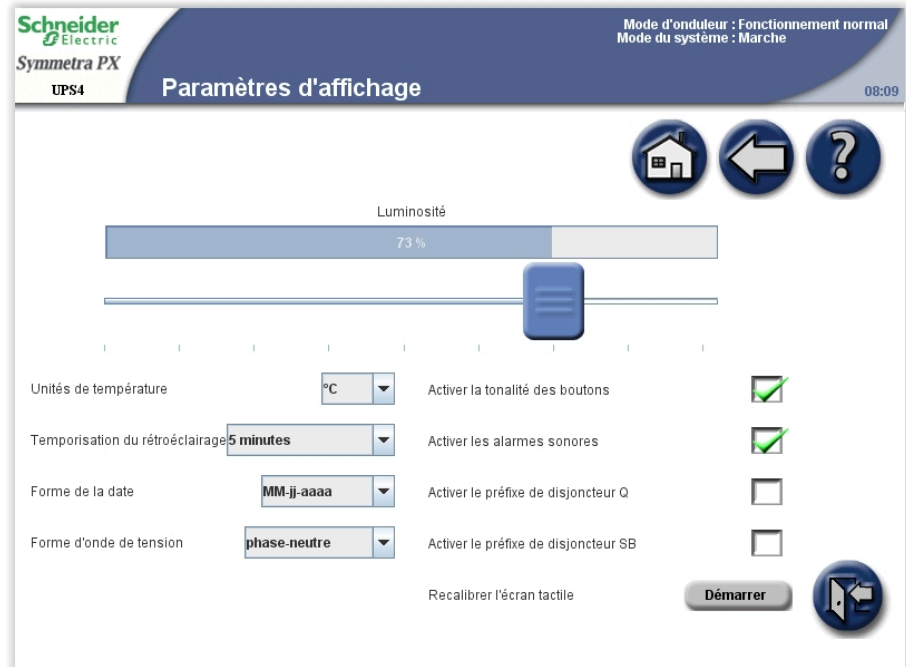 Schneider
Electric
Symmetra PX
UPS4
Paramètres d'affichage
Mode d'onduleur : Fonctionnement normal
Mode du système : Marche
08:09
?
Luminosité
73 %
Unités de température
°C
Activer la tonalité des boutons
Temporisation du rétroéclairage
5 minutes
Activer les alarmes sonores
Forme de la date
MM-jj-aaaa
Activer le préfixe de disjoncteur Q
Forme d'onde de tension
phase-neutre
Activer le préfixe de disjoncteur SB
Recalibrer l'écran tactile
Démarrer